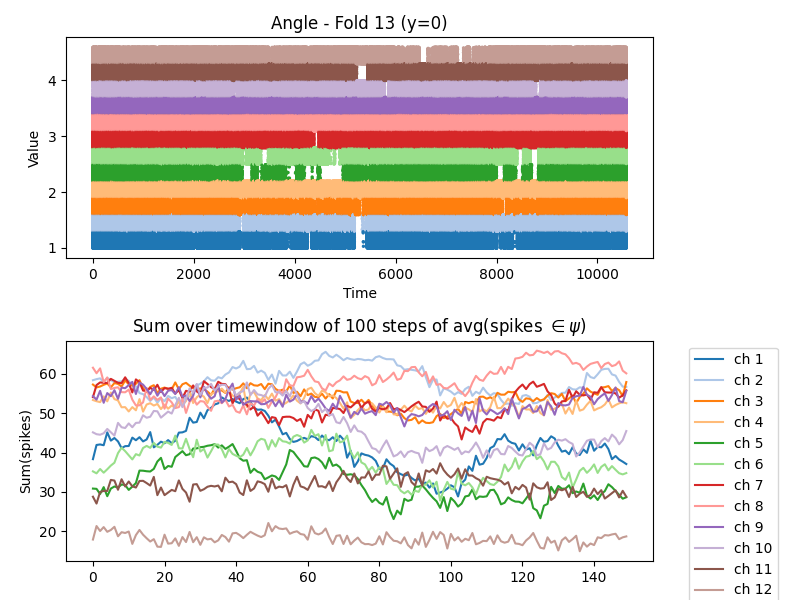 Angle - Fold 13 (y=0)
4
3
2
1
Value
0 2000 4000 6000 8000 10000
Time
Sum over timewindow of 100 steps of avg(spikes ∈ψ)
60
50
40
30
20
Sum(spikes)
0 20 40 60 80 100 120 140
ch 1
ch 2
ch 3
ch 4
ch 5
ch 6
ch 7
ch 8
ch 9
ch 10
ch 11
ch 12